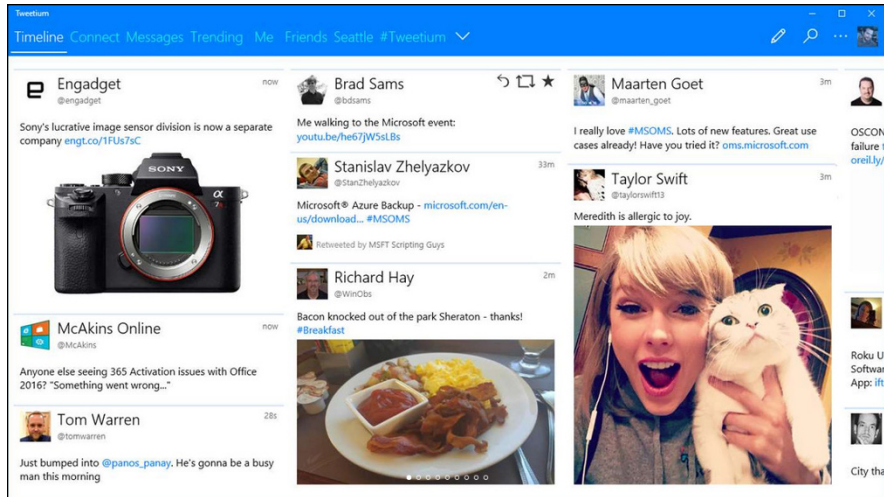 Tweetium
Timeline Connect Messages Trending Me Friends Seattle #Tweetium
Engadget
now
@engadget
Sony's lucrative image sensor division is now a separate
company engt.co/1FUs7sC
SONY
α
McAkins Online
now
@McAkins
Anyone else seeing 365 Activation issues with Office
2016? "Something went wrong..."
Tom Warren
28s
@tomwarren
Just bumped into @panos_panay. He's gonna be a busy
man this morning
Brad Sams
@bdsams
Me walking to the Microsoft event:
youtu.be/he67jW5sLBs
Stanislav Zhelyazkov
33m
@StanZhelyazkov
Microsoft® Azure Backup - microsoft.com/en-
us/download... #MSOMS
Retweeted by MSFT Scripting Guys
Richard Hay
2m
@WinObs
Bacon knocked out of the park Sheraton - thanks!
#Breakfast
Maarten Goet
3m
@maarten_goet
I really love #MSOMS. Lots of new features. Great use
cases already! Have you tried it? oms.microsoft.com
Taylor Swift
3m
@taylorswift13
Meredith is allergic to joy.
OSCON
failure
oreil.ly/
Roku U
Softwar
App: ift
City tha